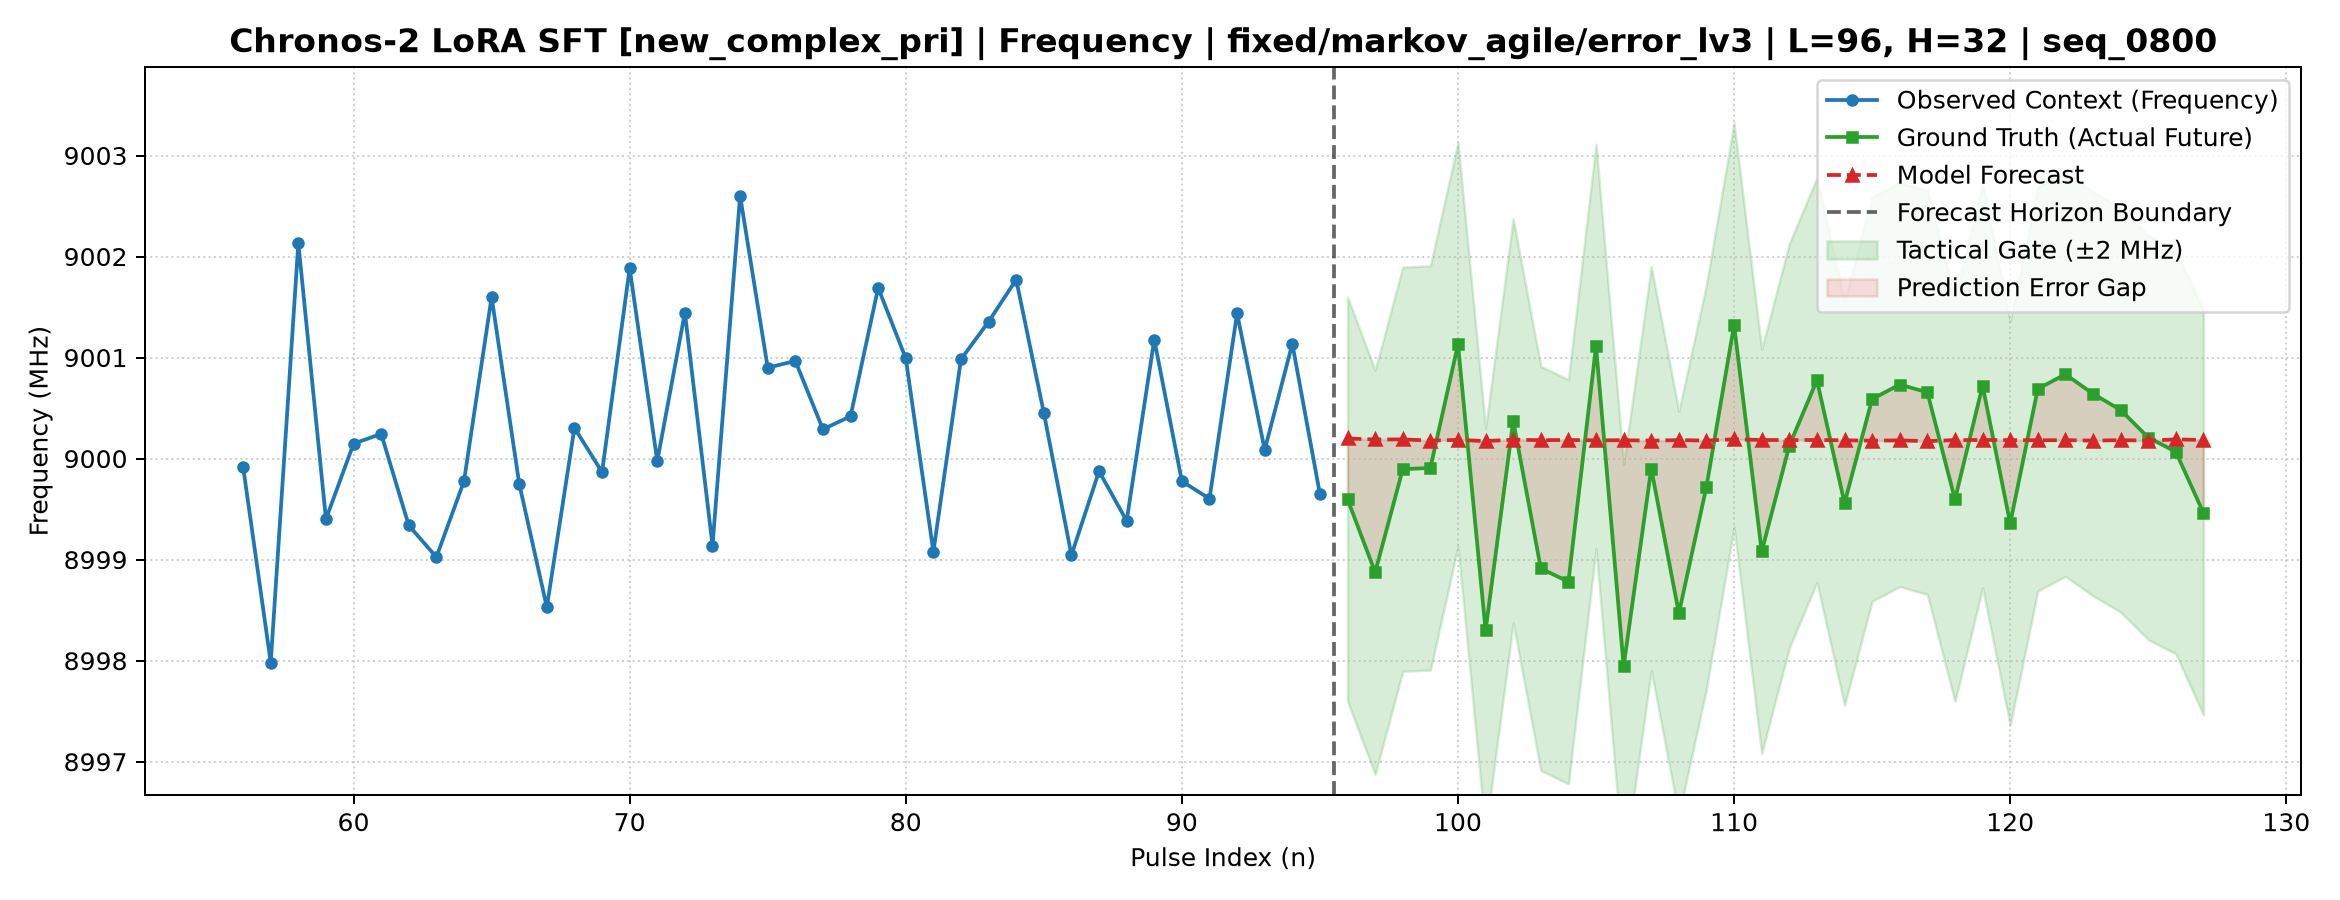 Chronos-2 LoRA SFT [new_complex_pri] | Frequency | fixed/markov_agile/error_lv3 | L=96, H=32 | seq_0800
Observed Context (Frequency)
Ground Truth (Actual Future)
Model Forecast
Forecast Horizon Boundary
Tactical Gate (±2 MHz)
Prediction Error Gap
Frequency (MHz)
9003
9002
9001
9000
8999
8998
8997
60 70 80 90 100 110 120 130
Pulse Index (n)